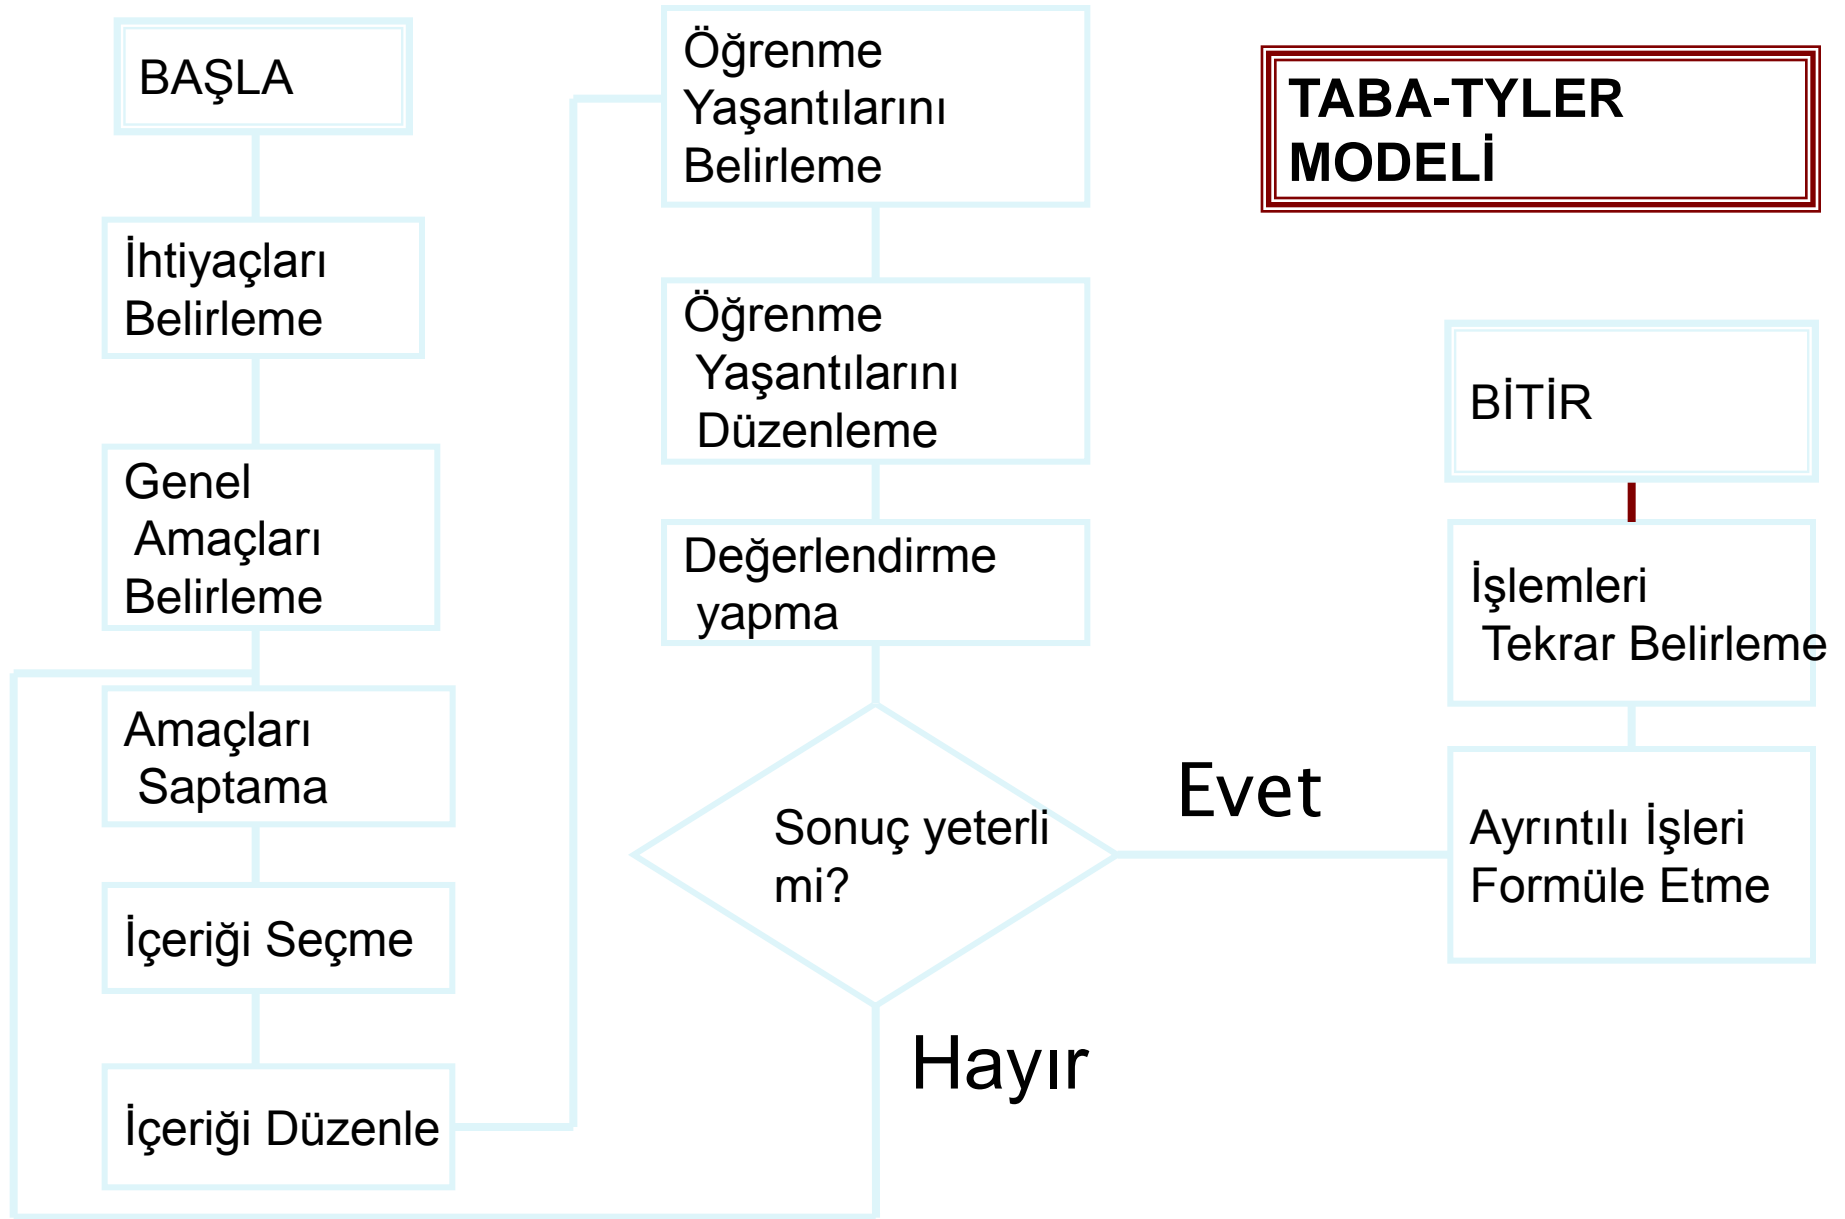 BAŞLA
İhtiyaçları
Belirleme
Genel
Amaçları
Belirleme
Amaçları
Saptama
İçeriği Seçme
İçeriği Düzenle
Öğrenme
Yaşantılarını
Belirleme
Öğrenme
Yaşantılarını
Düzenleme
Değerlendirme
yapma
Sonuç yeterli
mi?
Evet
Hayır
TABA-TYLER
MODELİ
BİTİR
İşlemleri
Tekrar Belirleme
Ayrıntılı İşleri
Formüle Etme